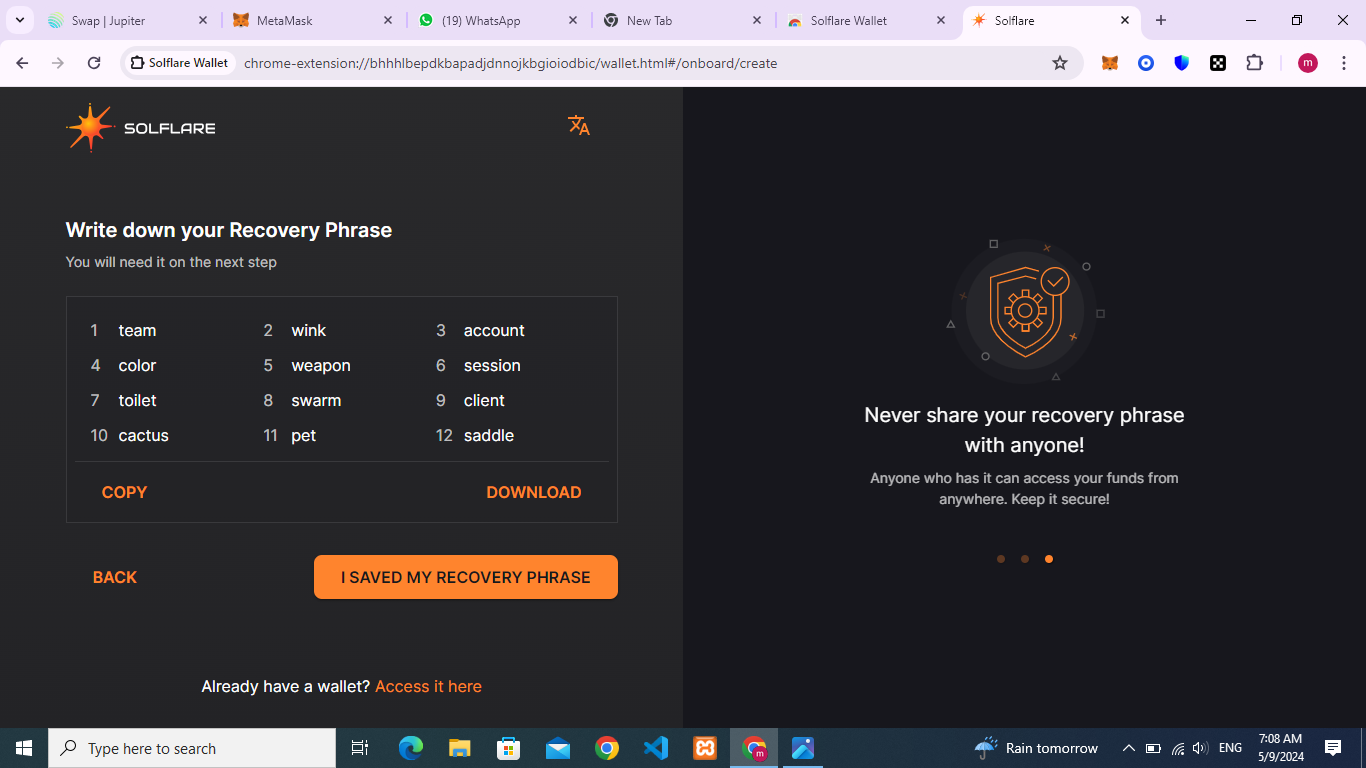 Swap | Jupiter
MetaMask
(19) WhatsApp
New Tab
Solflare Wallet
Solflare
Solflare Wallet
chrome-extension://bhhhlbepdkbapadjdnnojkbgioiodbic/wallet.html#/onboard/create
m
SOLFLARE
Write down your Recovery Phrase
You will need it on the next step
1 team 2 wink 3 account
4 color 5 weapon 6 session
7 toilet 8 swarm 9 client
10 cactus 11 pet 12 saddle
COPY DOWNLOAD
BACK I SAVED MY RECOVERY PHRASE
Already have a wallet? Access it here
Never share your recovery phrase
with anyone!
Anyone who has it can access your funds from
anywhere. Keep it secure!
Type here to search
m
Rain tomorrow
ENG
7:08 AM
5/9/2024